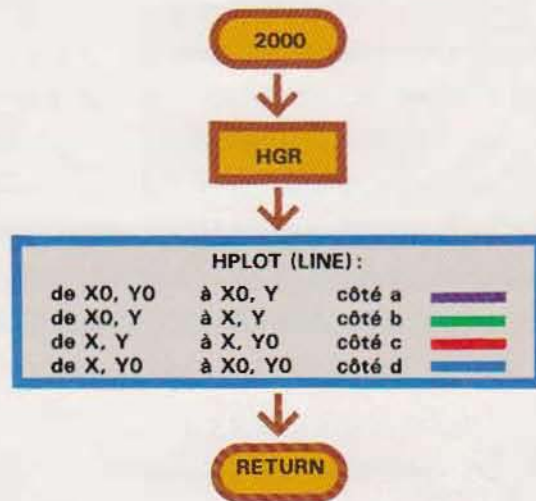 2000
HGR
HPLOT (LINE) :
de X0, Y0 à X0, Y côté a
de X0, Y à X, Y côté b
de X, Y à X, Y0 côté c
de X, Y0 à X0, Y0 côté d
RETURN